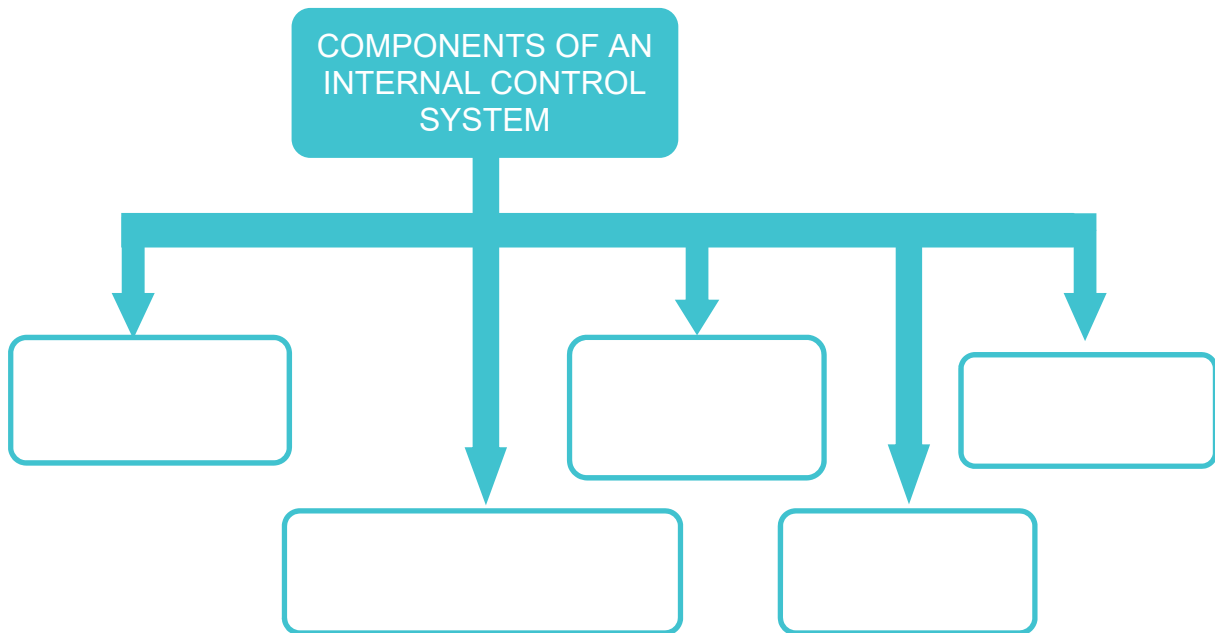 COMPONENTS OF AN
INTERNAL CONTROL
SYSTEM